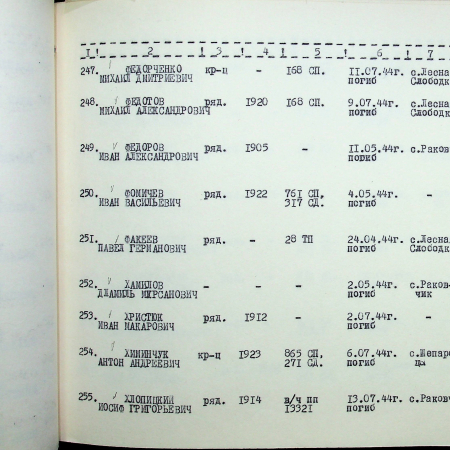 1! 2 ! 3 ! 4 ! 5 ! 6 ! 7
247. ФЕДОРЧЕНКО кр-ц - 168 СП. 11.07.44г. с.Лесна
МИХАИЛ ДМИТРИЕВИЧ погиб Слободк
248. ФЕДОТОВ ряд. 1920 168 СП. 9.07.44г. с.Лесна
МИХАИЛ АЛЕКСАНДРОВИЧ погиб Слободк
249. ФЕДОРОВ ряд. 1905 - 11.05.44г. с.Раков
ИВАН АЛЕКСАНДРОВИЧ погиб
250. ФОМИЧЕВ ряд. 1922 761 СП. 4.05.44г. -
ИВАН ВАСИЛЬЕВИЧ 317 СД. погиб
251. ФАКЕЕВ ряд. - 28 ТП 24.04.44г. с.Лесна
ПАВЕЛ ГЕРМАНОВИЧ погиб Слободк
252. ХАМИЛОВ - - - 2.05.44г. с.Раков-
ДЖАМИЛЬ погиб чик
253. ХРИСТЮК ряд. 1912 - 2.07.44г. -
ИВАН МАКАРОВИЧ погиб
254. ХИМИНЧУК кр-ц 1923 865 СП. 6.07.44г. с.Шепаро
АНТОН АНДРЕЕВИЧ 271 СД. погиб цы
255. ХЛОПИЦКИЙ ряд. 1914 в/ч пп 13.07.44г. с.Раковч
ИОСИФ ГРИГОРЬЕВИЧ 13321 погиб